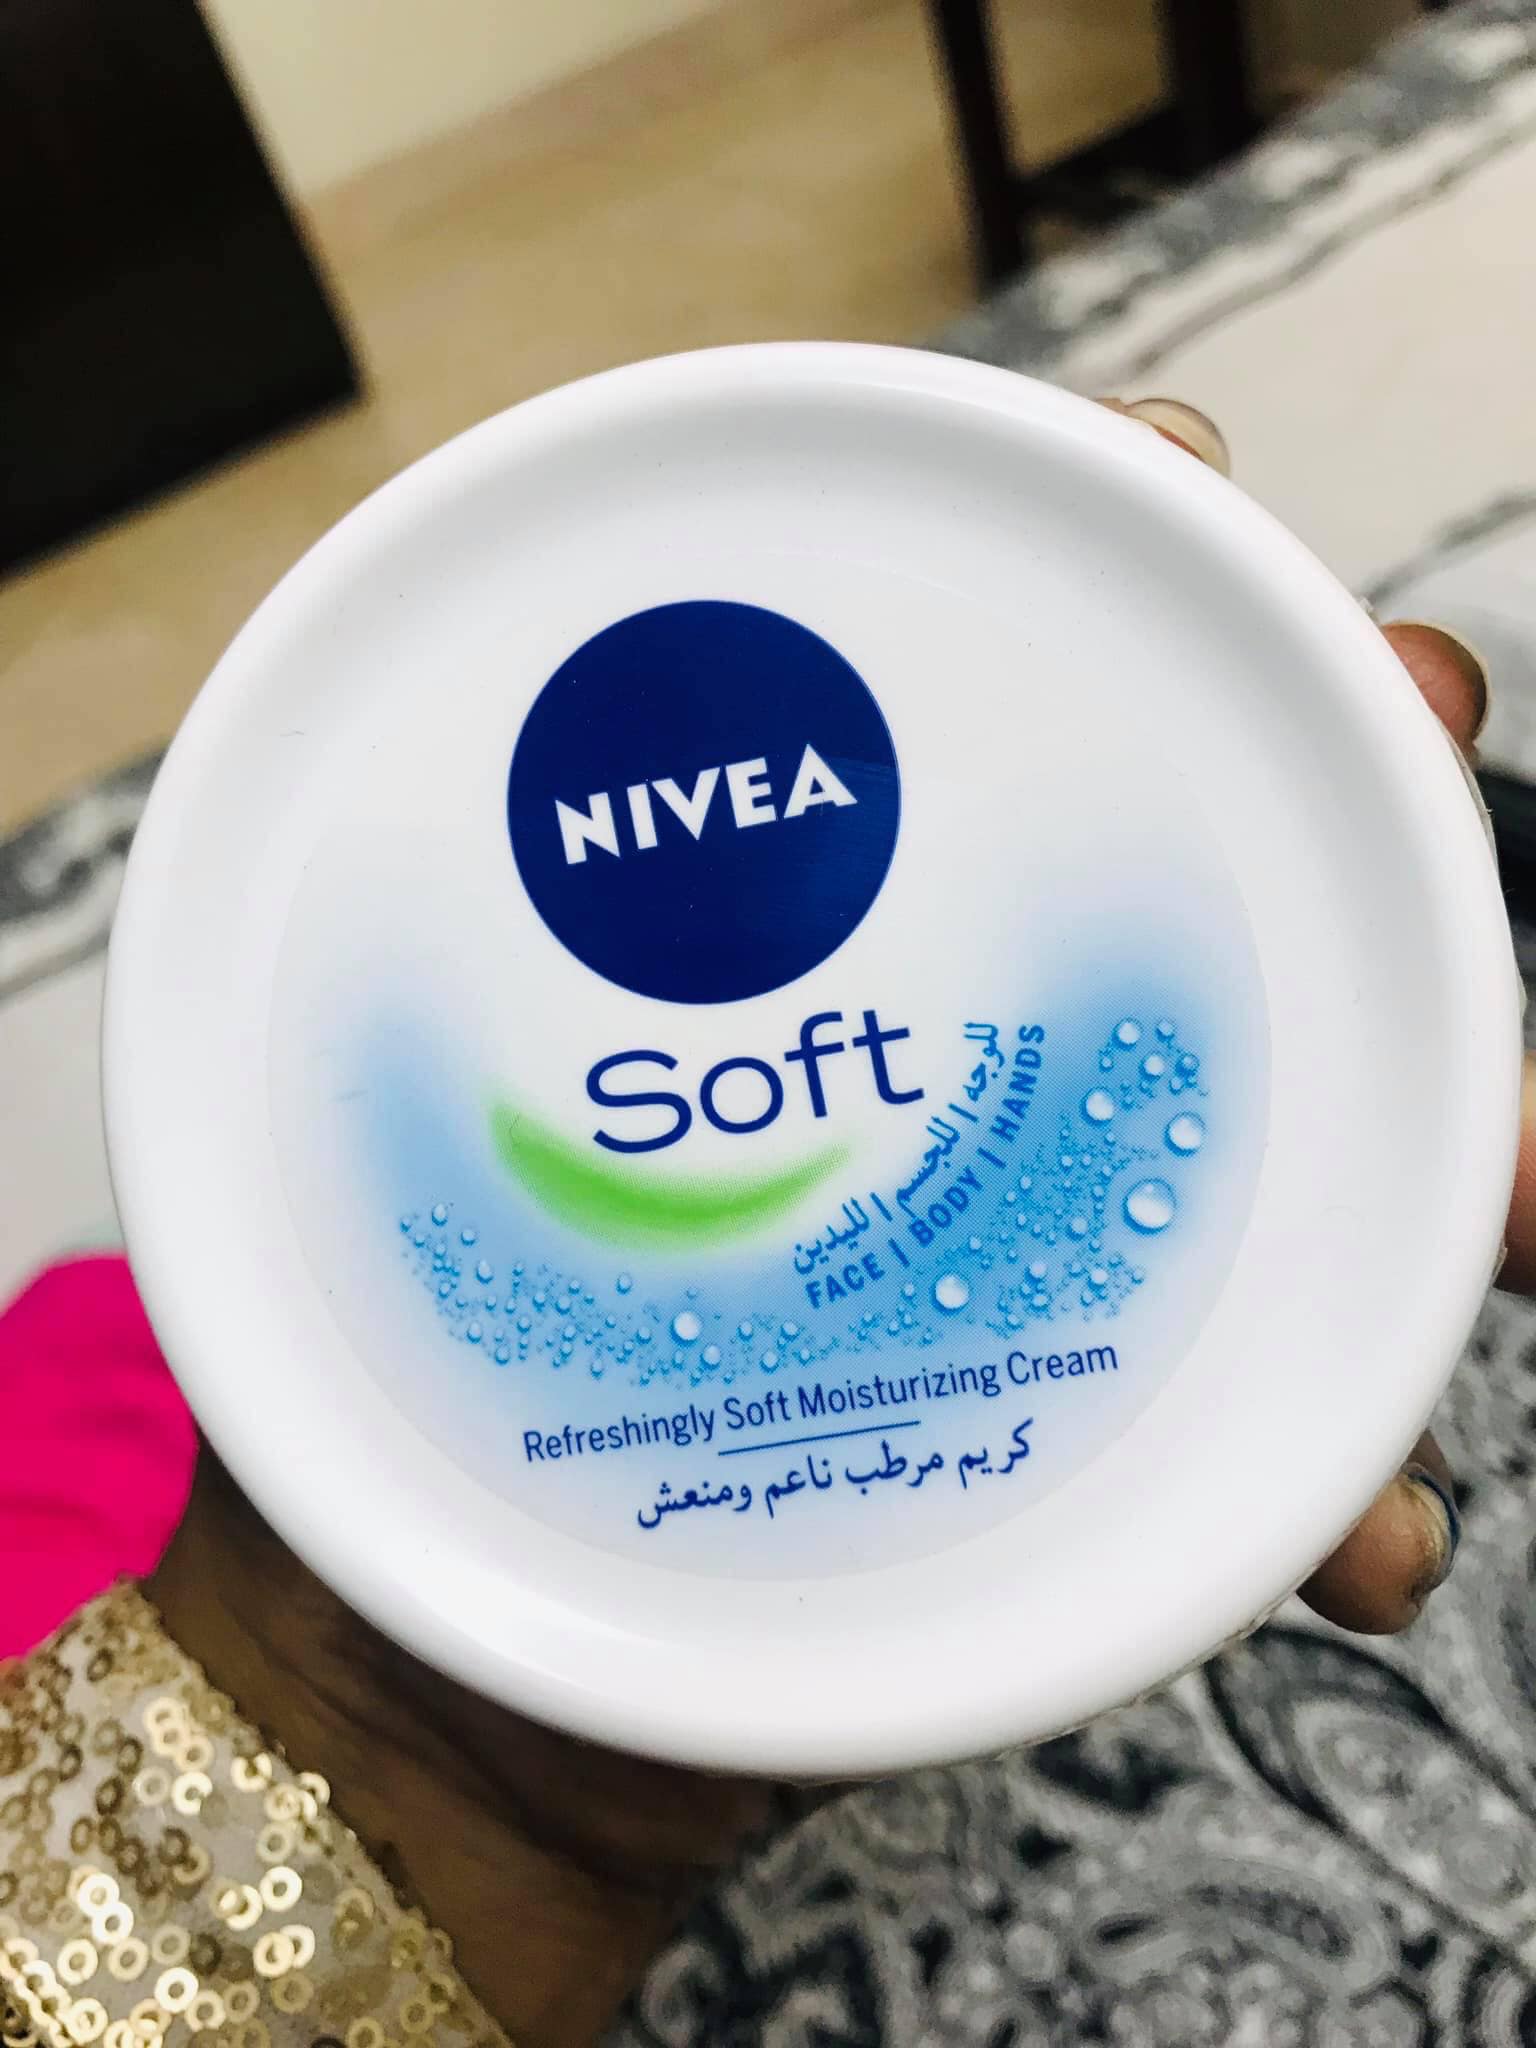 NIVEA
Soft
للوجه | للجسم | لليدين
FACE | BODY | HANDS
Refreshingly Soft Moisturizing Cream
كريم مرطب ناعم ومنعش